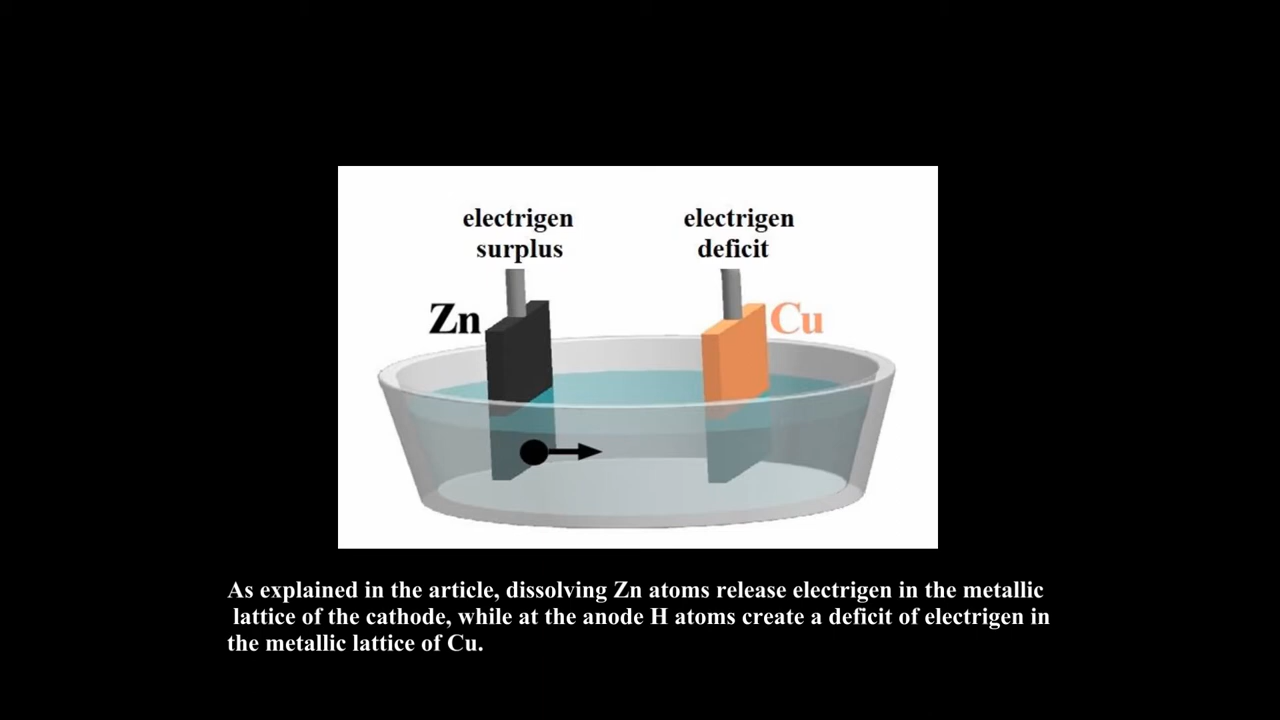 electrigen
surplus
electrigen
deficit
Zn
Cu
As explained in the article, dissolving Zn atoms release electrigen in the metallic
lattice of the cathode, while at the anode H atoms create a deficit of electrigen in
the metallic lattice of Cu.